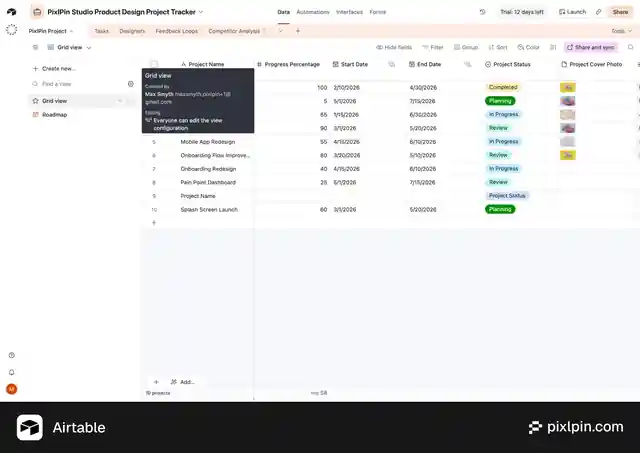 PixlPin Studio Product Design Project Tracker
Data
Automations
Interfaces
Forms
Trial: 12 days left
Launch
Share
PixlPin Project
Tasks
Designers
Feedback Loops
Competitor Analysis
Tools
Grid view
Hide fields
Filter
Group
Sort
Color
Share and sync
Create new...
Find a view
Grid view
Roadmap
Grid view
Created by
Max Smyth maxsmyth.pixlpin+1@
gmail.com
Editing
Everyone can edit the view
configuration
Project Name
Progress Percentage
Start Date
End Date
Project Status
Project Cover Photo
100 2/10/2026 4/30/2026 Completed
5 5/1/2026 Planning
65 1/15/2026 6/30/2026 In Progress
90 3/1/2026 5/20/2026 Review
5 Mobile App Redesign 55 4/15/2026 6/10/2026 In Progress
6 Onboarding Flow Improve... 80 3/20/2026 5/10/2026 Review
7 Onboarding Redesign 40 4/15/2026 6/10/2026 In Progress
8 Pain Point Dashboard 25 5/1/2026 7/15/2026 Review
9 Project Name Project Status
10 Splash Screen Launch 60 3/1/2026 5/20/2026 Planning
Add...
10 projects
M
Airtable
pixlpin.com